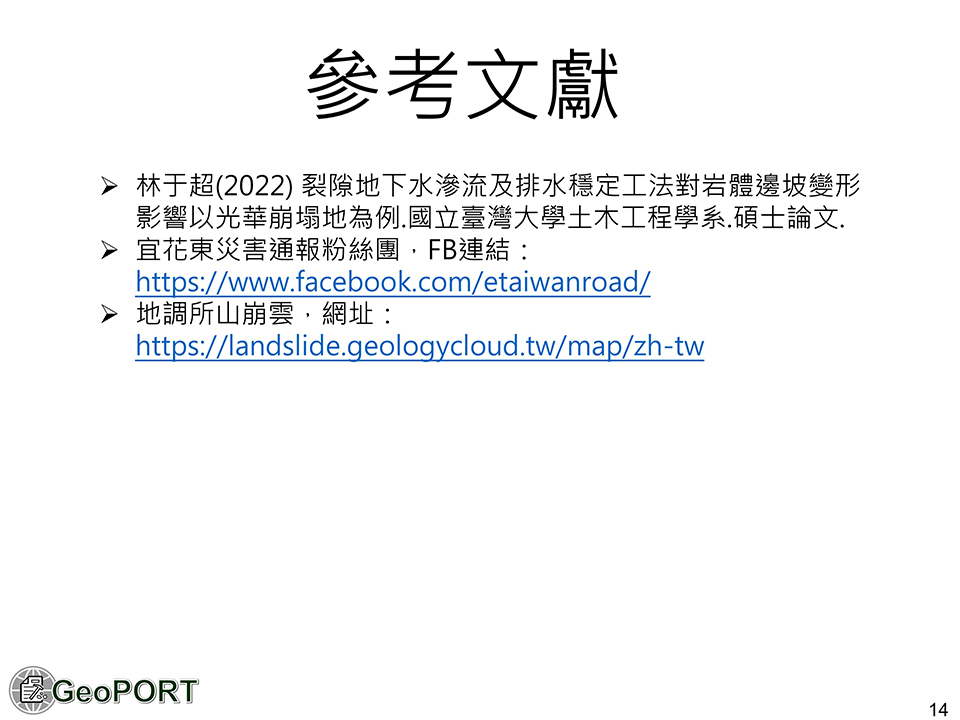 參考文獻
➢ 林于超(2022) 裂隙地下水滲流及排水穩定工法對岩體邊坡變形
影響以光華崩塌地為例.國立臺灣大學土木工程學系.碩士論文.
➢ 宜花東災害通報粉絲團，FB連結：
https://www.facebook.com/etaiwanroad/
➢ 地調所山崩雲，網址：
https://landslide.geologycloud.tw/map/zh-tw
GeoPORT
14